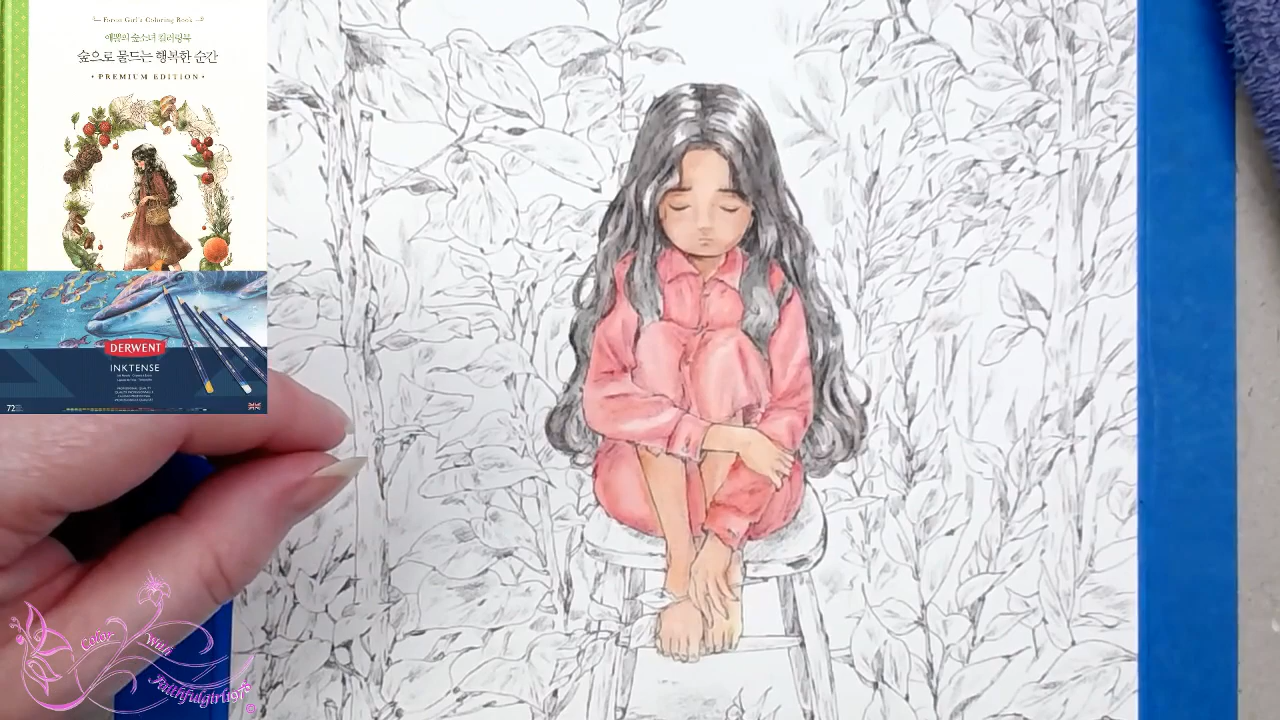 Forest Girl's Coloring Book
애뽈의 숲소녀 컬러링북
숲으로 물드는 행복한 순간
• PREMIUM EDITION •
DERWENT
INKTENSE
72
Color With
Faithfulgirl1971
©